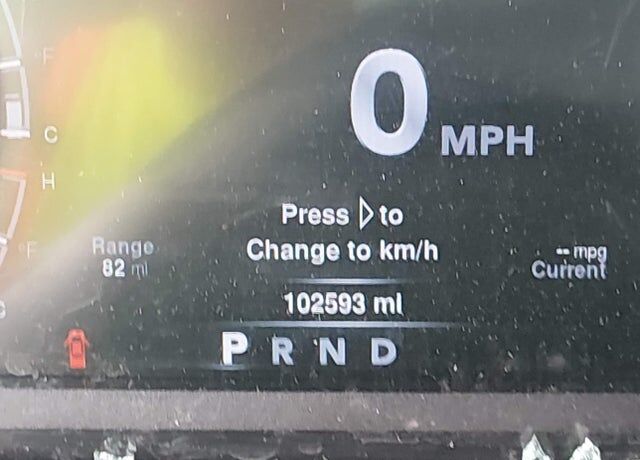 F
0 MPH
C
H
Press ▷ to
Change to km/h
°F
Range
82 mi
-- mpg
Current
C
102593 mi
P R N D